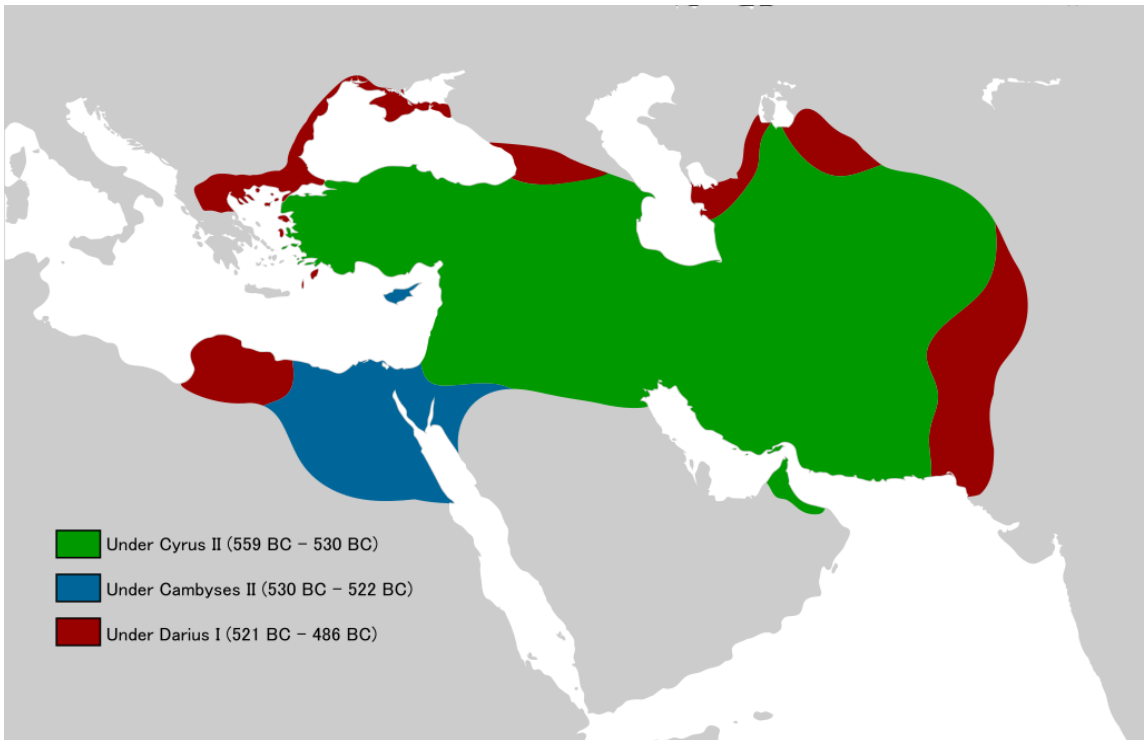 Under Cyrus II (559 BC – 530 BC)
Under Cambyses II (530 BC – 522 BC)
Under Darius I (521 BC – 486 BC)